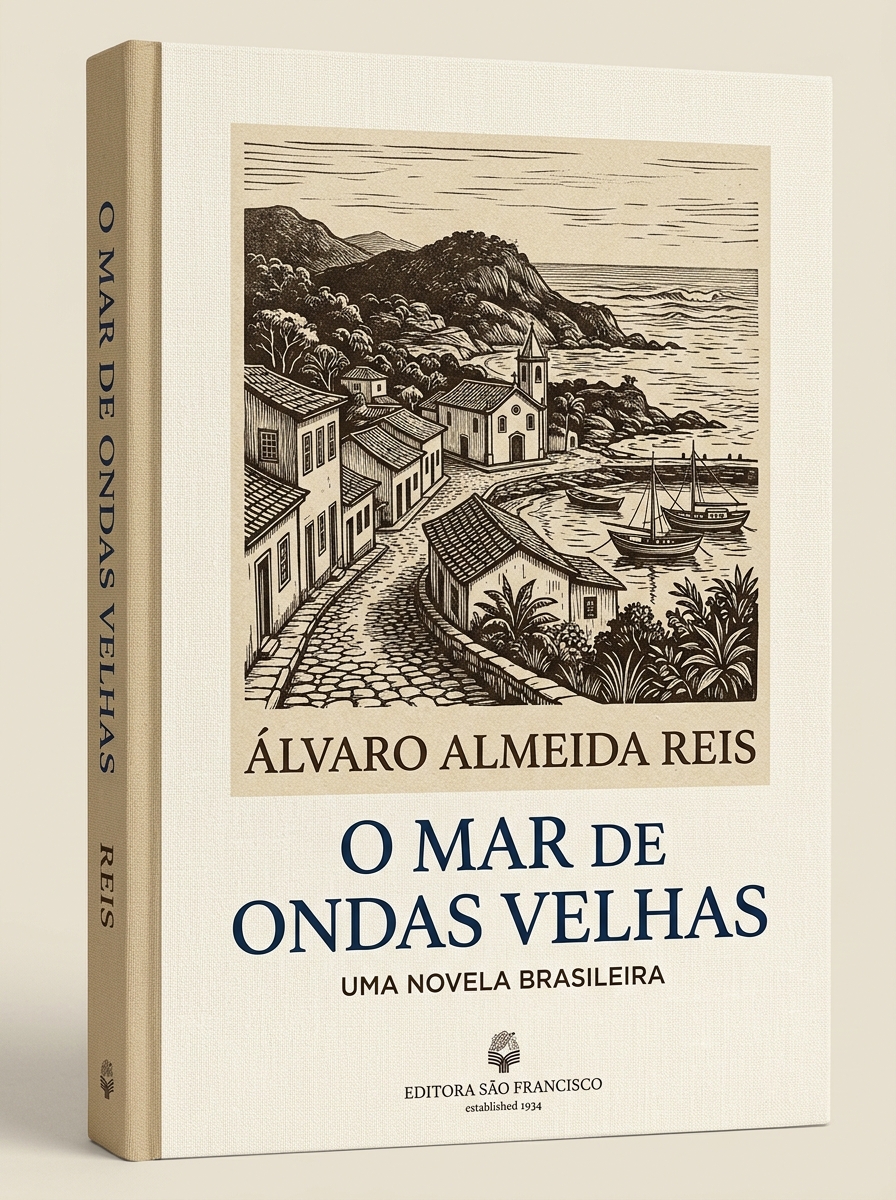 O MAR DE ONDAS VELHAS REIS
ÁLVARO ALMEIDA REIS
O MAR DE
ONDAS VELHAS
UMA NOVELA BRASILEIRA
EDITORA SÃO FRANCISCO
established 1934